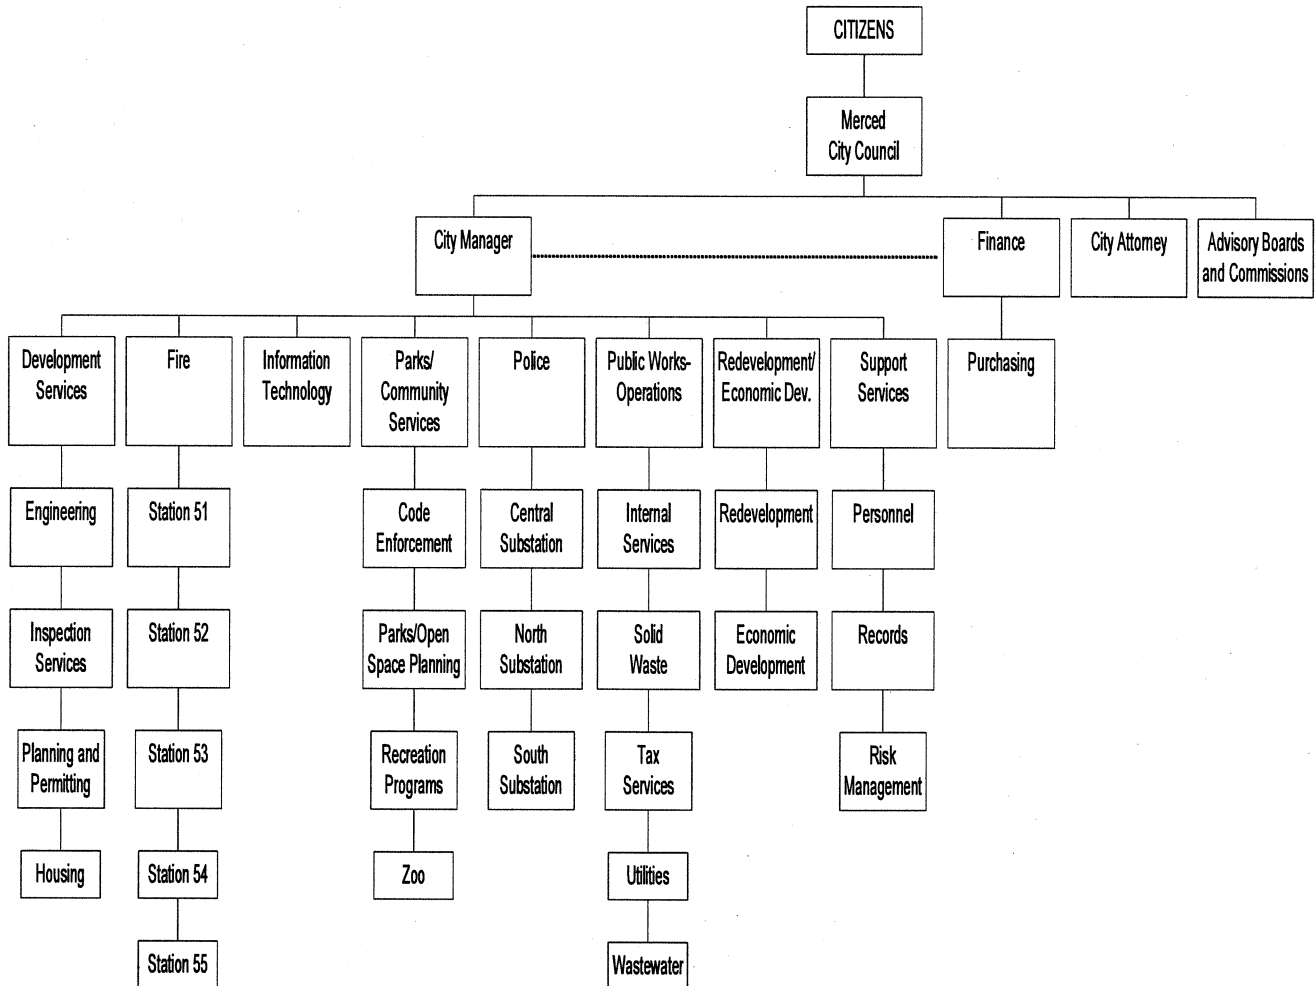 CITIZENS
Merced
City Council
City Manager
Finance
City Attorney
Advisory Boards
and Commissions
Development
Services
Fire
Information
Technology
Parks/
Community
Services
Police
Public Works-
Operations
Redevelopment/
Economic Dev.
Support
Services
Purchasing
Engineering
Station 51
Code
Enforcement
Central
Substation
Internal
Services
Redevelopment
Personnel
Inspection
Services
Station 52
Parks/Open
Space Planning
North
Substation
Solid
Waste
Economic
Development
Records
Planning and
Permitting
Station 53
Recreation
Programs
South
Substation
Tax
Services
Risk
Management
Housing
Station 54
Zoo
Utilities
Station 55
Wastewater